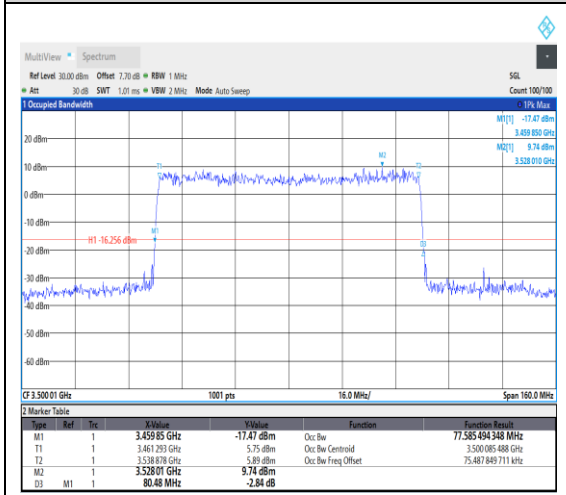 MultiView Spectrum
Ref Level 30.00 dBm Offset 7.70 dB RBW 1 MHz SGL
Att 30 dB SWT 1.01 ms VBW 2 MHz Mode Auto Sweep Count 100/100
1 Occupied Bandwidth 1Pk Max
M1[1] -17.47 dBm
3.459 850 GHz
M2[1] 9.74 dBm
3.528 010 GHz
20 dBm
M2
T1 T2
10 dBm
0 dBm
-10 dBm
M1
H1 -16.256 dBm
D3
-20 dBm
-30 dBm
-40 dBm
-50 dBm
-60 dBm
CF 3.500 01 GHz 1001 pts 16.0 MHz/ Span 160.0 MHz
2 Marker Table
Type Ref Trc X-Value Y-Value Function Function Result
M1 1 3.459 85 GHz -17.47 dBm Occ Bw 77.585 494 348 MHz
T1 1 3.461 293 GHz 5.75 dBm Occ Bw Centroid 3.500 085 488 GHz
T2 1 3.538 878 GHz 5.89 dBm Occ Bw Freq Offset 75.487 849 711 kHz
M2 1 3.528 01 GHz 9.74 dBm
D3 M1 1 80.48 MHz -2.84 dB